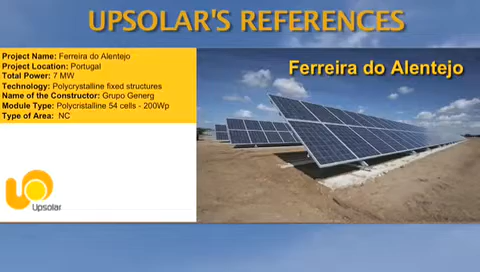 UPSOLAR'S REFERENCES
Project Name: Ferreira do Alentejo
Project Location: Portugal
Total Power: 7 MW
Technology: Polycrystalline fixed structures
Name of the Constructor: Grupo Generg
Module Type: Polycristalline 54 cells - 200Wp
Type of Area: NC
Ferreira do Alentejo
Upsolar